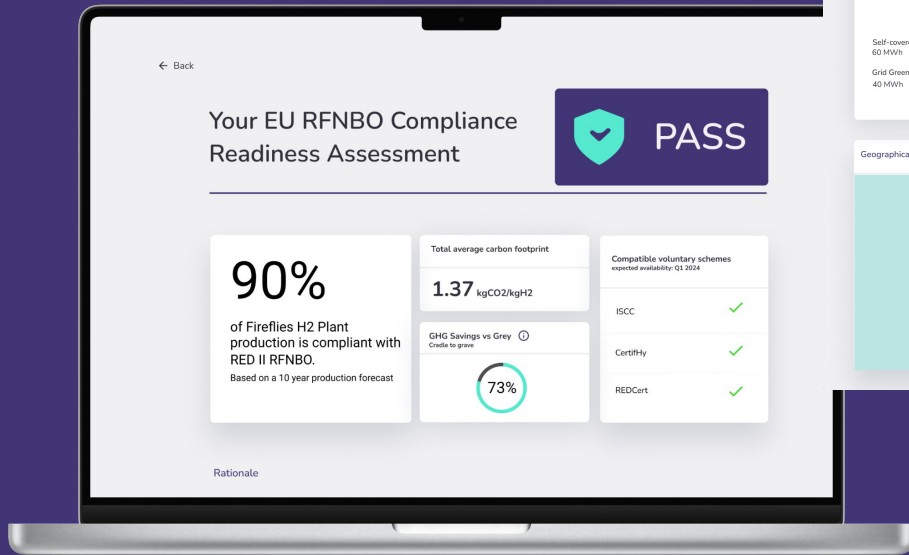 ← Back
Your EU RFNBO Compliance
Readiness Assessment
PASS
90%
of Fireflies H2 Plant
production is compliant with
RED II RFNBO.
Based on a 10 year production forecast
Total average carbon footprint
1.37 kgCO2/kgH2
GHG Savings vs Grey
Cradle to grave
73%
Compatible voluntary schemes
expected availability: Q1 2024
ISCC
CertifHy
REDCert
Rationale
60 MWh
Grid Green
40 MWh